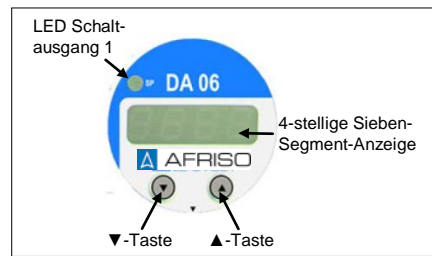 LED Schalt-
ausgang 1
SP DA 06
4-stellige Sieben-
Segment-Anzeige
AFRISO
▼ ▲
▼
▼-Taste ▲-Taste